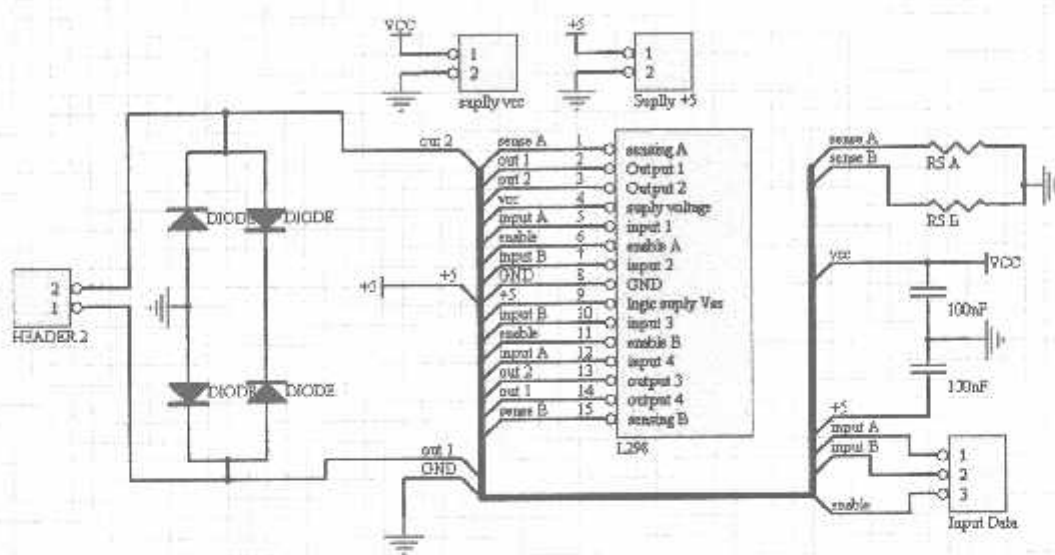 VCC
1
2
suplly vcc
+5
1
2
Suplly +5
out 2
DIODE
DIODE
2
1
HEADER 2
DIODE
DIODE
+5
+5
out 1
GND
sense A 1 sensing A
out 1 2 Output 1
out 2 3 Output 2
vcc 4 suply voltage
input A 5 input 1
enable 6 enable A
input B 7 input 2
GND 8 GND
+5 9 logic suply Vss
input B 10 input 3
enable 11 enable B
input A 12 input 4
out 2 13 output 3
out 1 14 output 4
sense B 15 sensing B
L298
sense A
sense B
RS A
RS B
vcc
VCC
100nF
100nF
+5
input A
input B
enable
1
2
3
Input Data